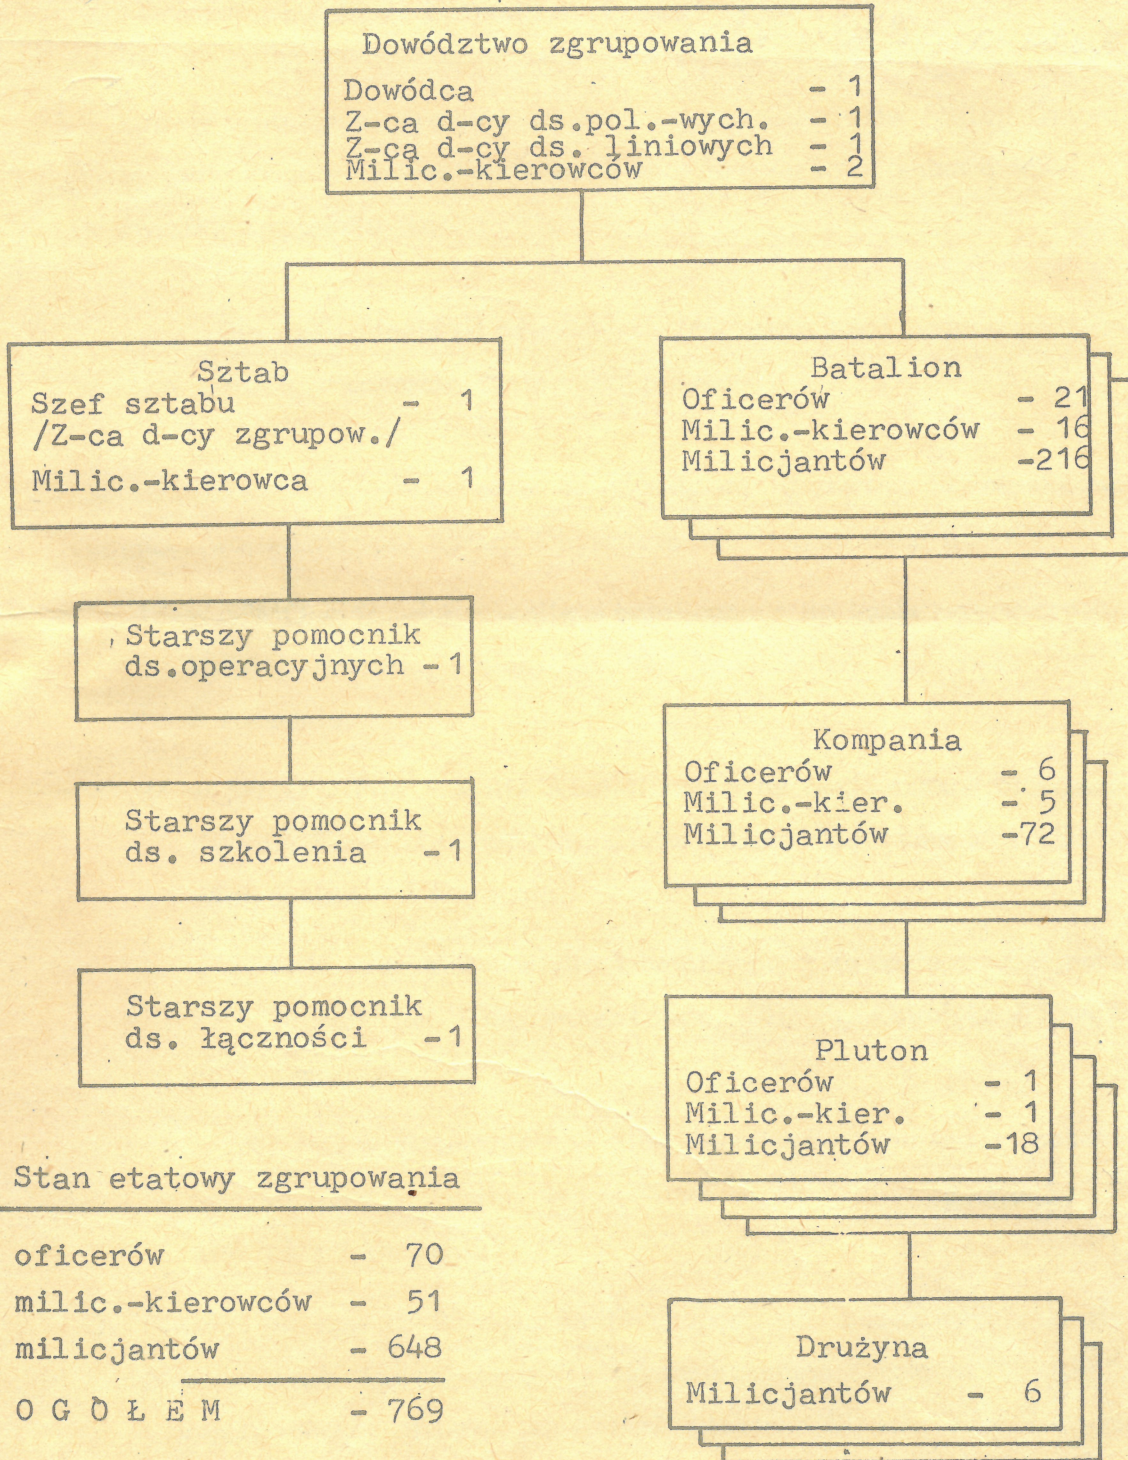 Dowództwo zgrupowania
Dowódca - 1
Z-ca d-cy ds.pol.-wych. - 1
Z-ca d-cy ds. liniowych - 1
Milic.-kierowców - 2
Sztab
Szef sztabu - 1
/Z-ca d-cy zgrupow./
Milic.-kierowca - 1
Starszy pomocnik
ds.operacyjnych -1
Starszy pomocnik
ds. szkolenia -1
Starszy pomocnik
ds. łączności -1
Batalion
Oficerów - 21
Milic.-kierowców - 16
Milicjantów -216
Kompania
Oficerów - 6
Milic.-kier. - 5
Milicjantów -72
Pluton
Oficerów - 1
Milic.-kier. - 1
Milicjantów -18
Drużyna
Milicjantów - 6
Stan etatowy zgrupowania
oficerów - 70
milic.-kierowców - 51
milicjantów - 648
O G Ó Ł E M - 769